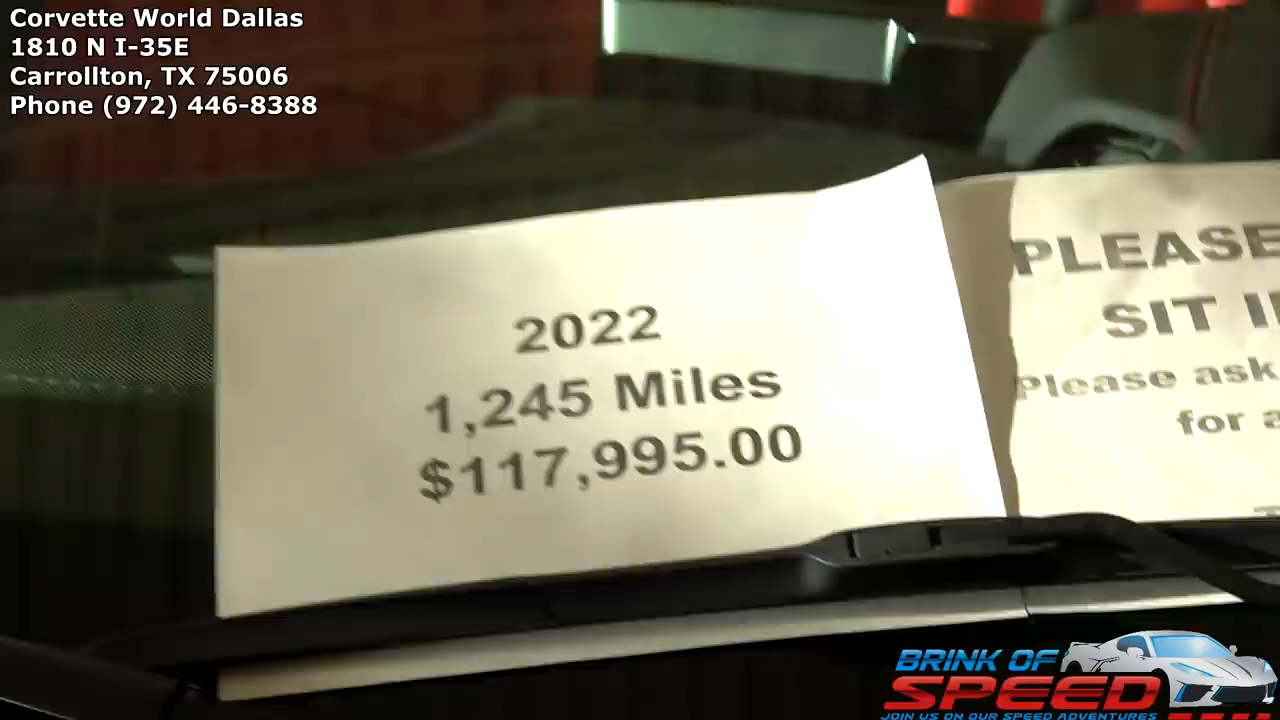 Corvette World Dallas
1810 N I-35E
Carrollton, TX 75006
Phone (972) 446-8388
2022
1,245 Miles
$117,995.00
PLEASE
SIT
Please ask
for
BRINK OF
SPEED
JOIN US ON OUR SPEED ADVENTURES